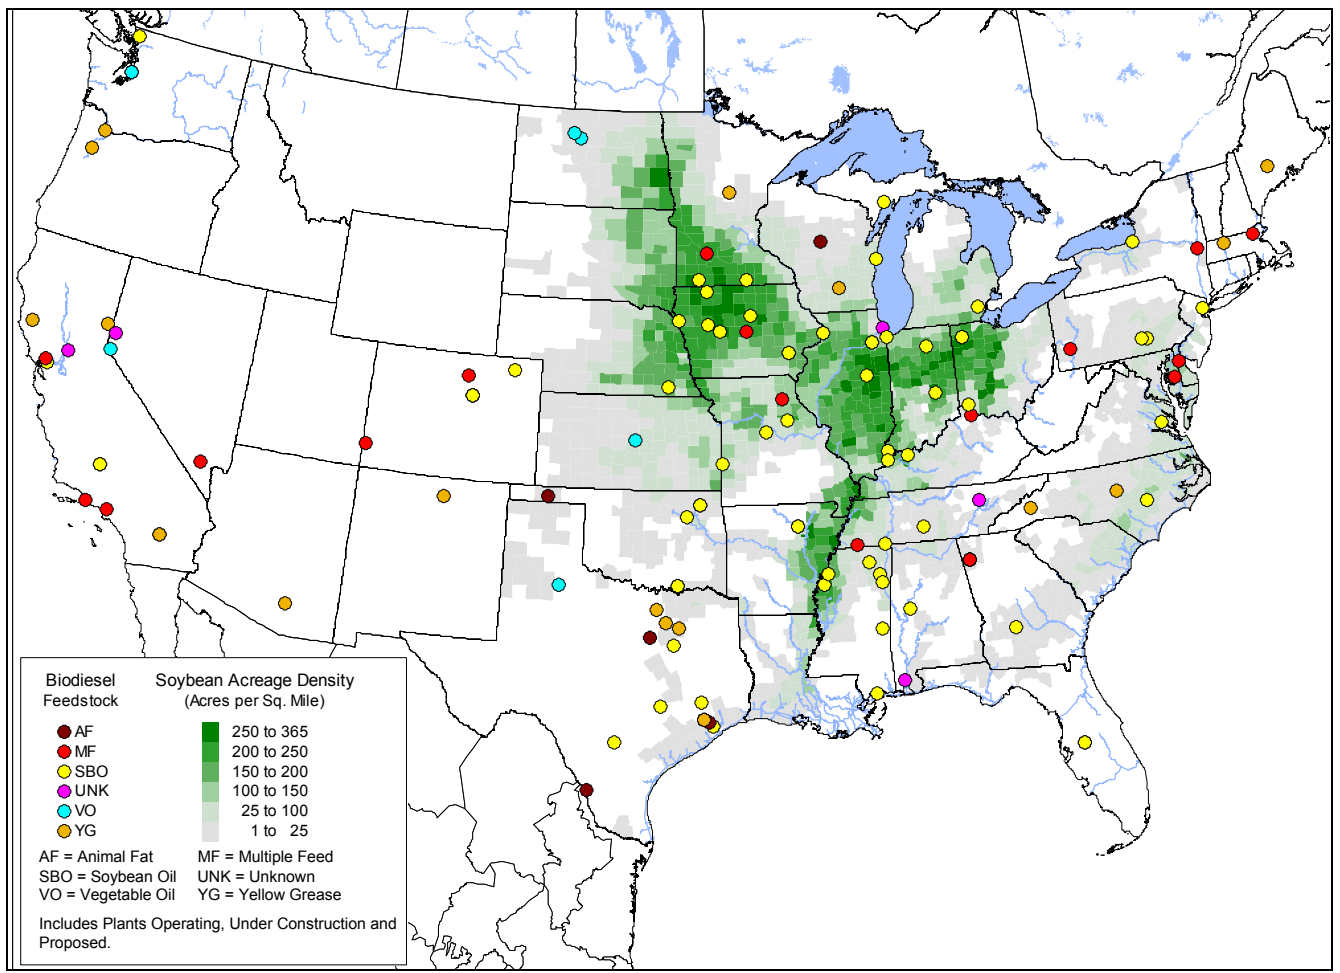 Biodiesel Feedstock
Soybean Acreage Density
(Acres per Sq. Mile)
AF
MF
SBO
UNK
VO
YG
250 to 365
200 to 250
150 to 200
100 to 150
25 to 100
1 to 25
AF = Animal Fat MF = Multiple Feed
SBO = Soybean Oil UNK = Unknown
VO = Vegetable Oil YG = Yellow Grease
Includes Plants Operating, Under Construction and
Proposed.